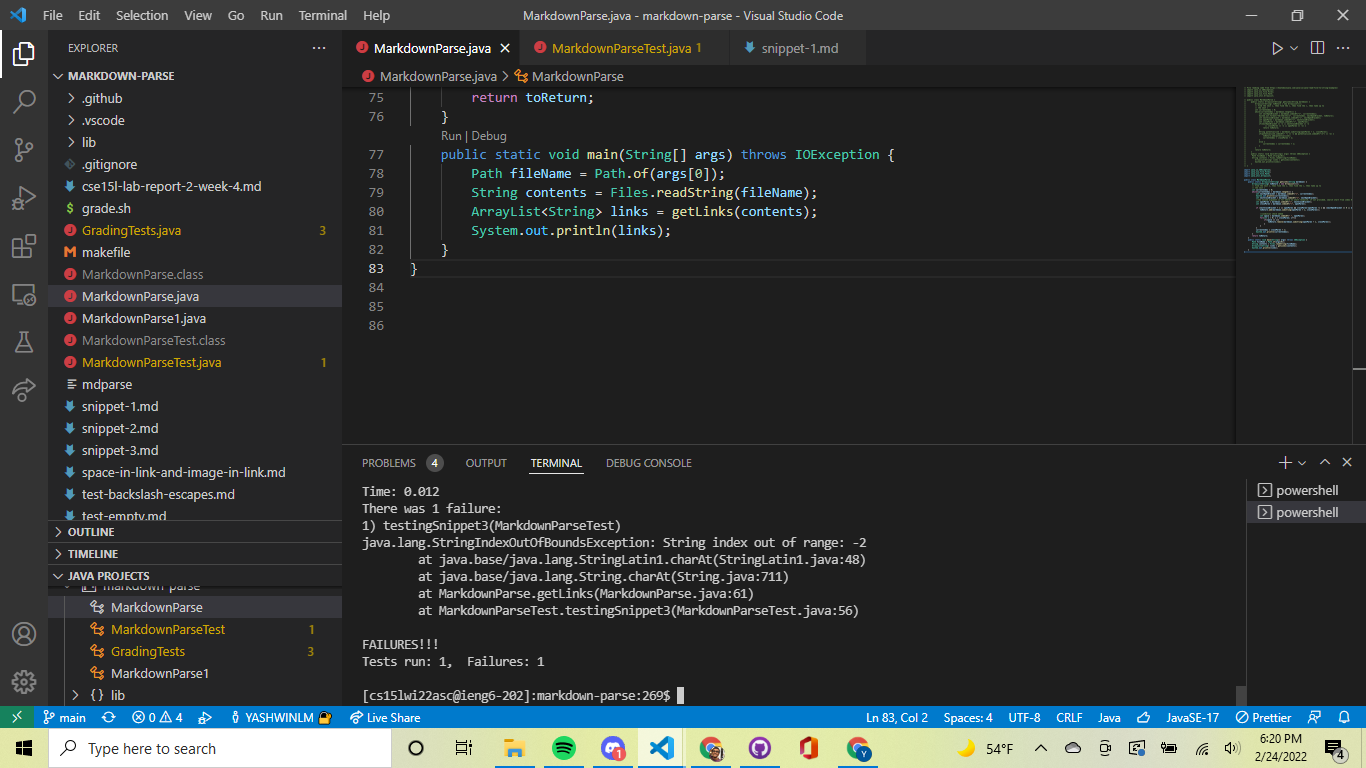 File Edit Selection View Go Run Terminal Help
MarkdownParse.java - markdown-parse - Visual Studio Code
EXPLORER
MARKDOWN-PARSE
.github
.vscode
lib
.gitignore
cse15l-lab-report-2-week-4.md
$ grade.sh
GradingTests.java 3
M makefile
J MarkdownParse.class
J MarkdownParse.java
J MarkdownParse1.java
J MarkdownParseTest.class
J MarkdownParseTest.java 1
mdparse
snippet-1.md
snippet-2.md
snippet-3.md
space-in-link-and-image-in-link.md
test-backslash-escapes.md
test-empty.md
OUTLINE
TIMELINE
JAVA PROJECTS
markdown-parse
MarkdownParse
MarkdownParseTest 1
GradingTests 3
MarkdownParse1
{} lib
J MarkdownParse.java
J MarkdownParseTest.java 1
snippet-1.md
J MarkdownParse.java > MarkdownParse
75 return toReturn;
76 }
Run | Debug
77 public static void main(String[] args) throws IOException {
78 Path fileName = Path.of(args[0]);
79 String contents = Files.readString(fileName);
80 ArrayList<String> links = getLinks(contents);
81 System.out.println(links);
82 }
83 }
84
85
86
PROBLEMS 4 OUTPUT TERMINAL DEBUG CONSOLE
powershell
powershell
Time: 0.012
There was 1 failure:
1) testingSnippet3(MarkdownParseTest)
java.lang.StringIndexOutOfBoundsException: String index out of range: -2
at java.base/java.lang.StringLatin1.charAt(StringLatin1.java:48)
at java.base/java.lang.String.charAt(String.java:711)
at MarkdownParse.getLinks(MarkdownParse.java:61)
at MarkdownParseTest.testingSnippet3(MarkdownParseTest.java:56)
FAILURES!!!
Tests run: 1, Failures: 1
[cs15lwi22asc@ieng6-202]:markdown-parse:269$
main 0 4 YASHWINLM Live Share Ln 83, Col 2 Spaces: 4 UTF-8 CRLF Java JavaSE-17 Prettier
Type here to search
1
Y
54°F
6:20 PM
2/24/2022
4